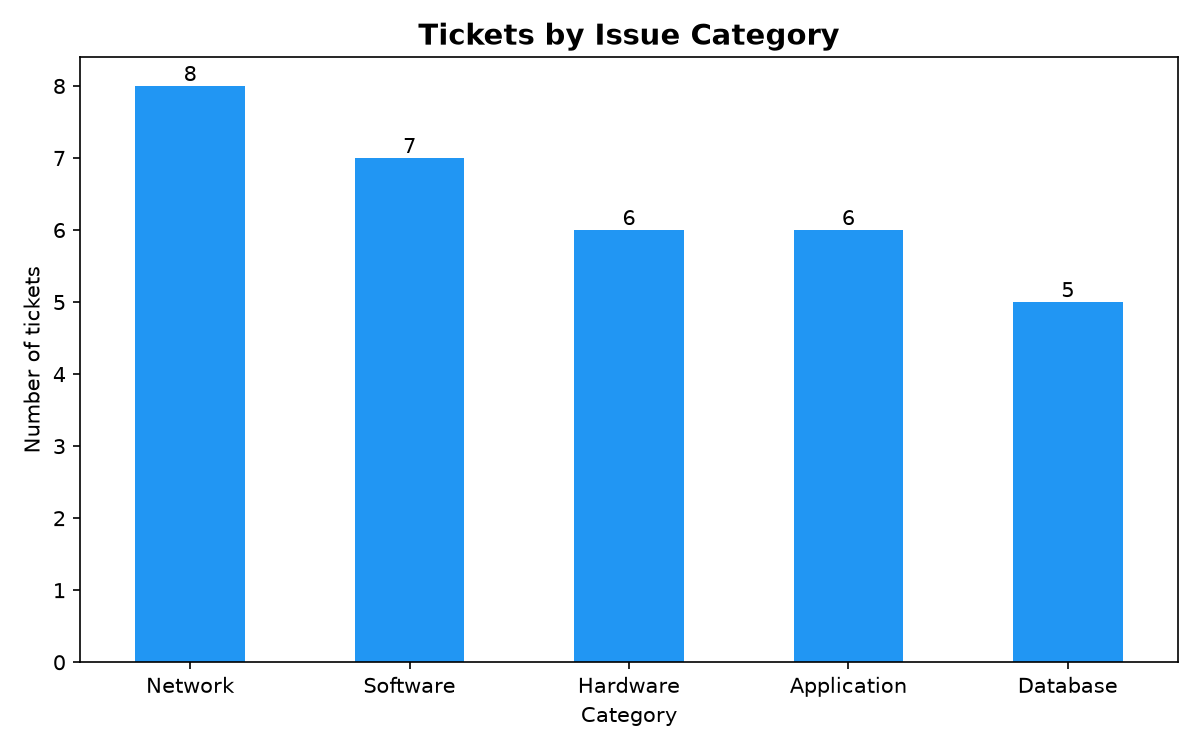 Tickets by Issue Category
Number of tickets
8
7
6
5
4
3
2
1
0
8
7
6
6
5
Network
Software
Hardware
Application
Database
Category